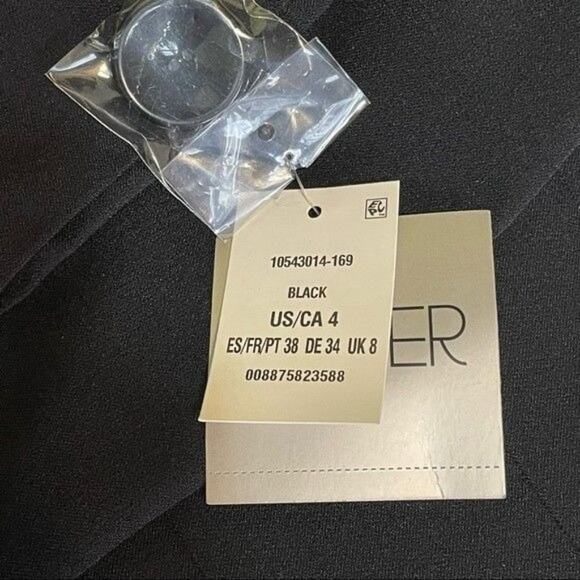 10543014-169
BLACK
US/CA 4
ES/FR/PT 38 DE 34 UK 8
008875823588
ER